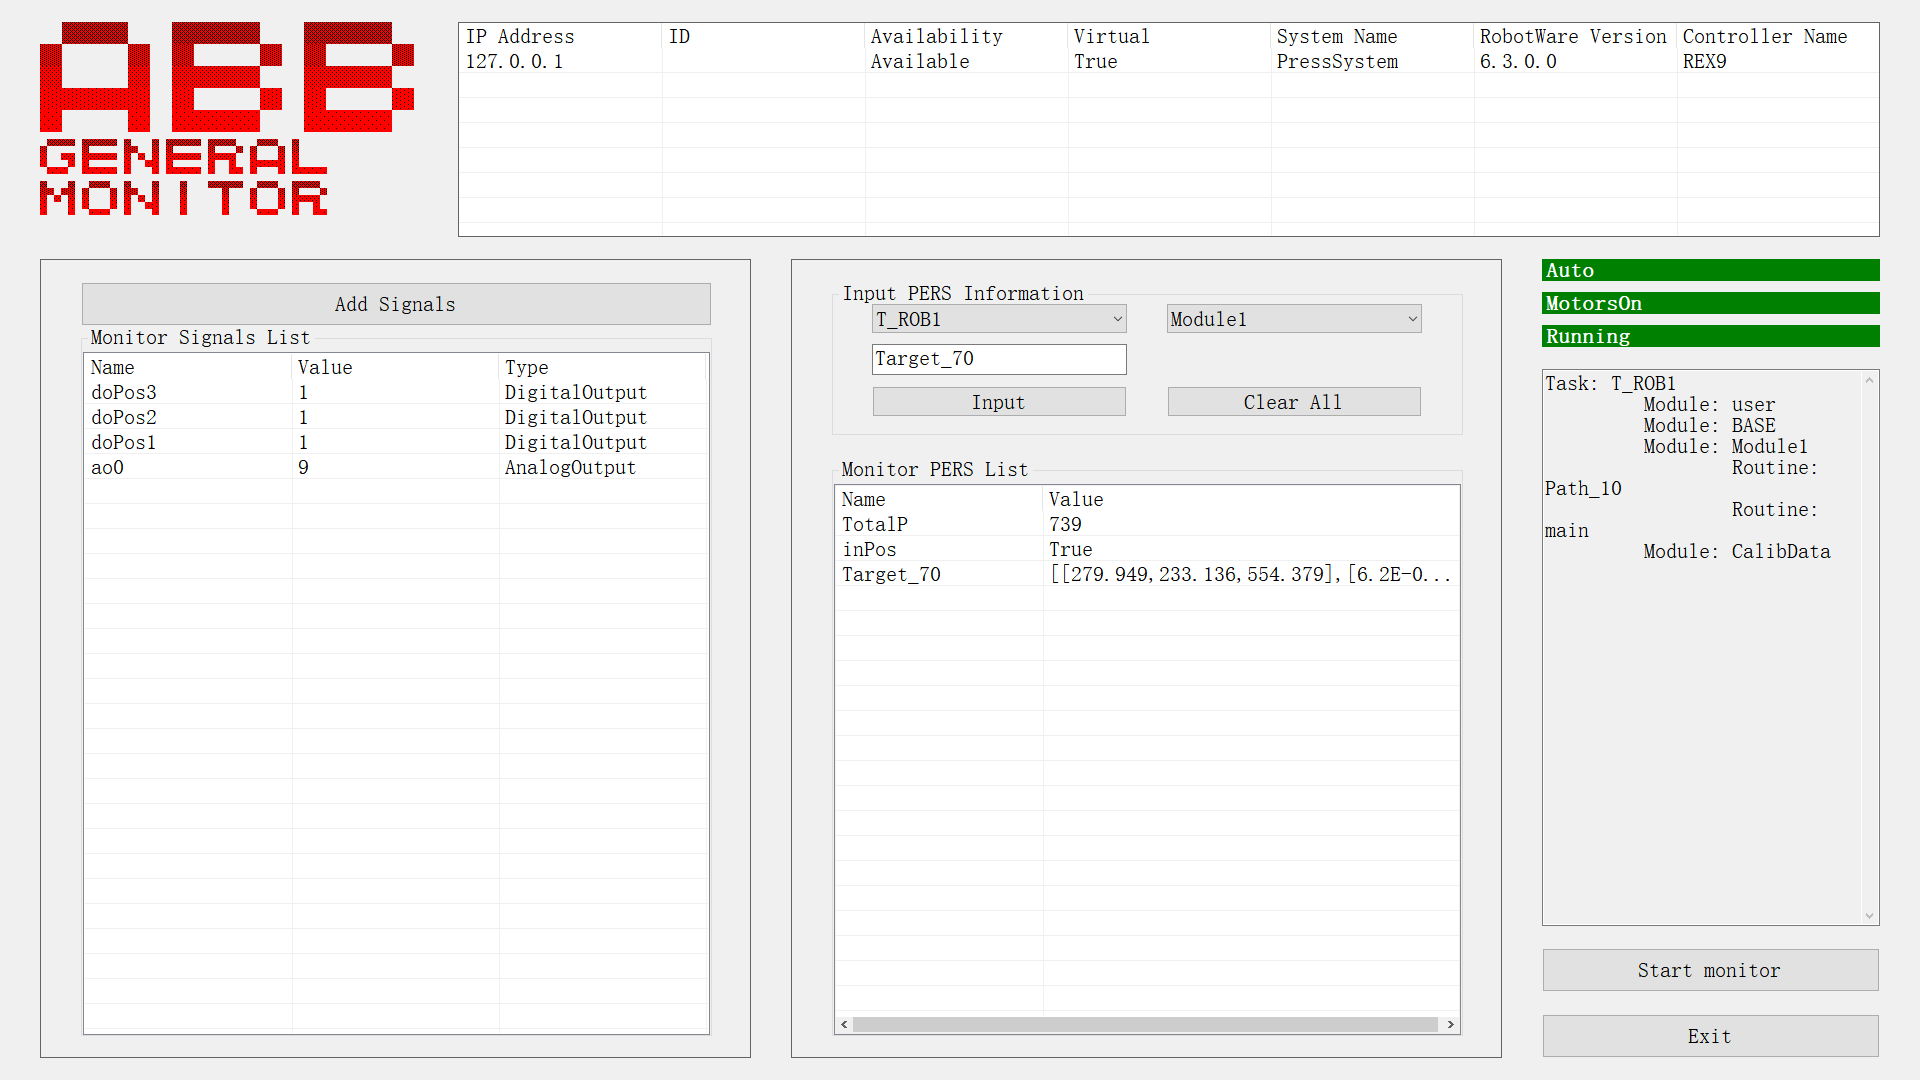 ABB
GENERAL
MONITOR
IP Address ID Availability Virtual System Name RobotWare Version Controller Name
127.0.0.1 Available True PressSystem 6.3.0.0 REX9
Add Signals
Monitor Signals List
Name Value Type
doPos3 1 DigitalOutput
doPos2 1 DigitalOutput
doPos1 1 DigitalOutput
ao0 9 AnalogOutput
Input PERS Information
T_ROB1 Module1
Target_70
Input Clear All
Monitor PERS List
Name Value
TotalP 739
inPos True
Target_70 [[279.949,233.136,554.379],[6.2E-0...
Auto
MotorsOn
Running
Task: T_ROB1
Module: user
Module: BASE
Module: Module1
Routine:
Path_10
Routine:
main
Module: CalibData
Start monitor
Exit